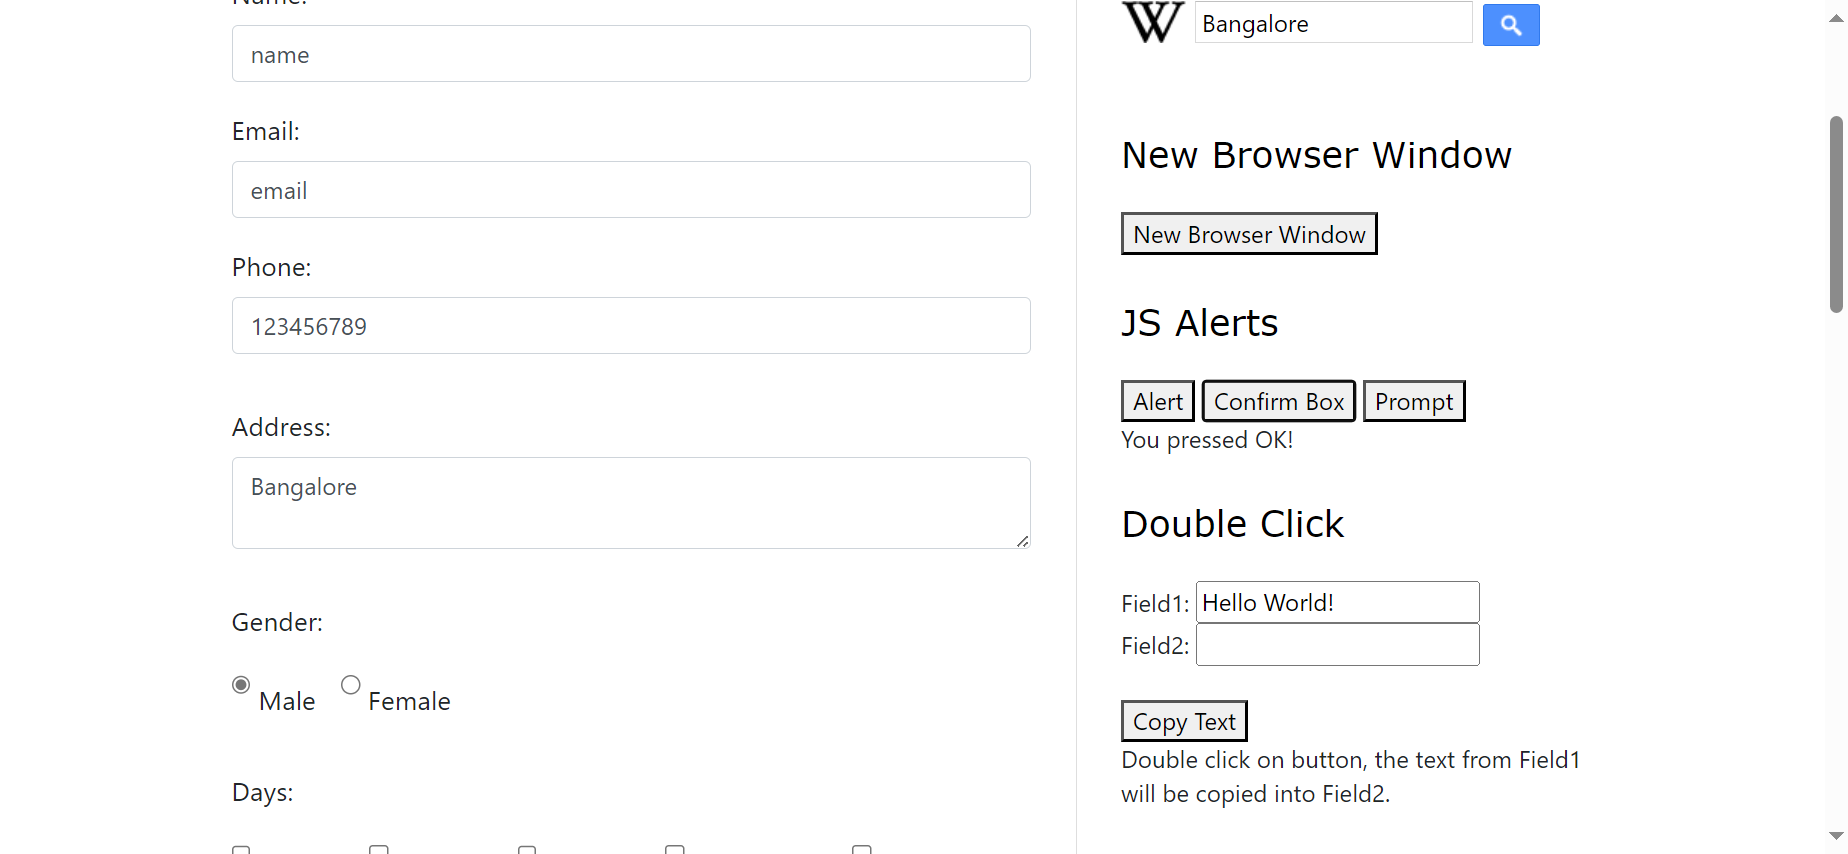 Name:
name
Email:
email
Phone:
123456789
Address:
Bangalore
Gender:
Male Female
Days:
W Bangalore
New Browser Window
New Browser Window
JS Alerts
Alert Confirm Box Prompt
You pressed OK!
Double Click
Field1: Hello World!
Field2:
Copy Text
Double click on button, the text from Field1
will be copied into Field2.